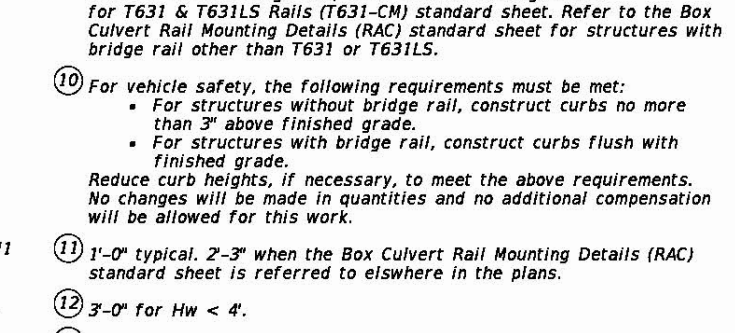 for T631 & T631LS Rails (T631-CM) standard sheet. Refer to the Box
Culvert Rail Mounting Details (RAC) standard sheet for structures with
bridge rail other than T631 or T631LS.
10 For vehicle safety, the following requirements must be met:
• For structures without bridge rail, construct curbs no more
than 3" above finished grade.
• For structures with bridge rail, construct curbs flush with
finished grade.
Reduce curb heights, if necessary, to meet the above requirements.
No changes will be made in quantities and no additional compensation
will be allowed for this work.
11 1'-0" typical. 2'-3" when the Box Culvert Rail Mounting Details (RAC)
standard sheet is referred to elswhere in the plans.
12 3'-0" for Hw < 4'.